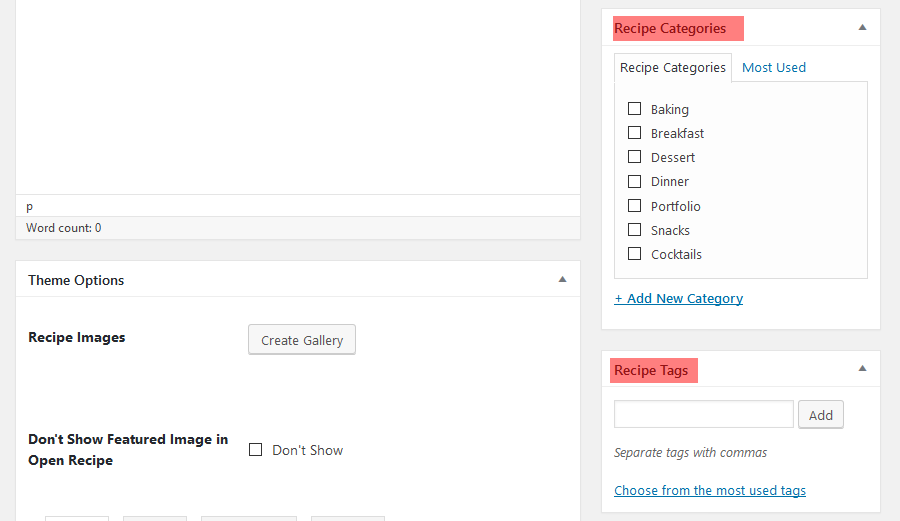 p
Word count: 0
Theme Options
Recipe Images
Create Gallery
Don't Show Featured Image in
Open Recipe
Don't Show
Recipe Categories
Recipe Categories
Most Used
Baking
Breakfast
Dessert
Dinner
Portfolio
Snacks
Cocktails
+ Add New Category
Recipe Tags
Add
Separate tags with commas
Choose from the most used tags